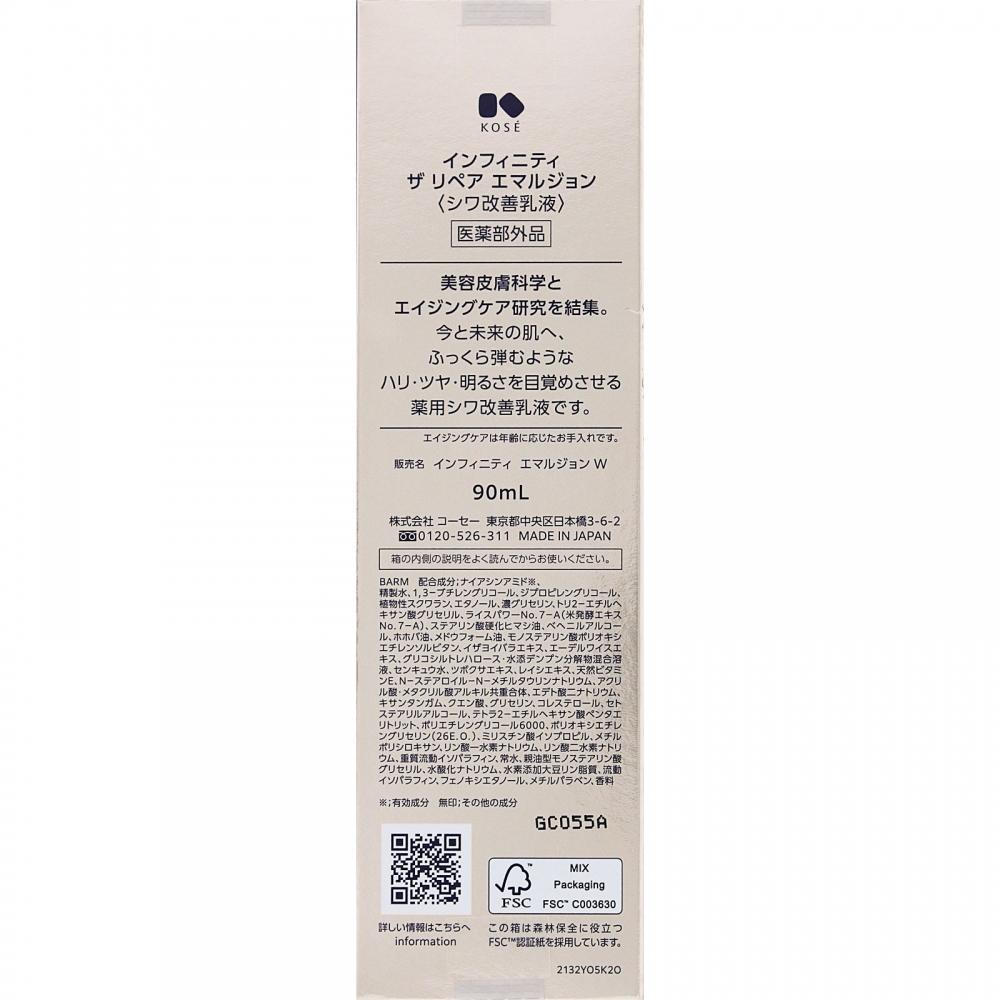 KOSÉ
インフィニティ
ザ リペア エマルジョン
〈シワ改善乳液〉
医薬部外品
美容皮膚科学と
エイジングケア研究を結集。
今と未来の肌へ、
ふっくら弾むような
ハリ・ツヤ・明るさを目覚めさせる
薬用シワ改善乳液です。
エイジングケアは年齢に応じたお手入れです。
販売名 インフィニティ エマルジョン W
90mL
株式会社 コーセー 東京都中央区日本橋3-6-2
0120-526-311 MADE IN JAPAN
箱の内側の説明をよく読んでからお使いください。
BARM 配合成分;ナイアシンアミド※、
精製水、1,3-ブチレングリコール、ジプロピレングリコール、
植物性スクワラン、エタノール、濃グリセリン、トリ2-エチルヘ
キサン酸グリセリル、ライスパワーNo.7-A(米発酵エキス
No.7-A)、ステアリン酸硬化ヒマシ油、ベヘニルアルコー
ル、ホホバ油、メドウフォーム油、モノステアリン酸ポリオキシ
エチレンソルビタン、イザヨイバラエキス、エーデルワイスエ
キス、グリコシルトレハロース・水添デンプン分解物混合溶
液、センキュウ水、ツボクサエキス、レイシエキス、天然ビタミ
ンE、N-ステアロイル-N-メチルタウリンナトリウム、アクリ
ル酸・メタクリル酸アルキル共重合体、エデト酸二ナトリウム、
キサンタンガム、クエン酸、グリセリン、コレステロール、セト
ステアリルアルコール、テトラ2-エチルヘキサン酸ペンタエ
リトリット、ポリエチレングリコール6000、ポリオキシエチレ
ングリセリン(26E.O.)、ミリスチン酸イソプロピル、メチル
ポリシロキサン、リン酸一水素ナトリウム、リン酸二水素ナトリ
ウム、重質流動イソパラフィン、常水、親油型モノステアリン酸
グリセリル、水酸化ナトリウム、水素添加大豆リン脂質、流動
イソパラフィン、フェノキシエタノール、メチルパラベン、香料
※;有効成分 無印;その他の成分
GC055A
MIX
Packaging
FSC™ C003630
FSC
詳しい情報はこちらへ
information
この箱は森林保全に役立つ
FSC™認証紙を採用しています。
2132YO5K2O